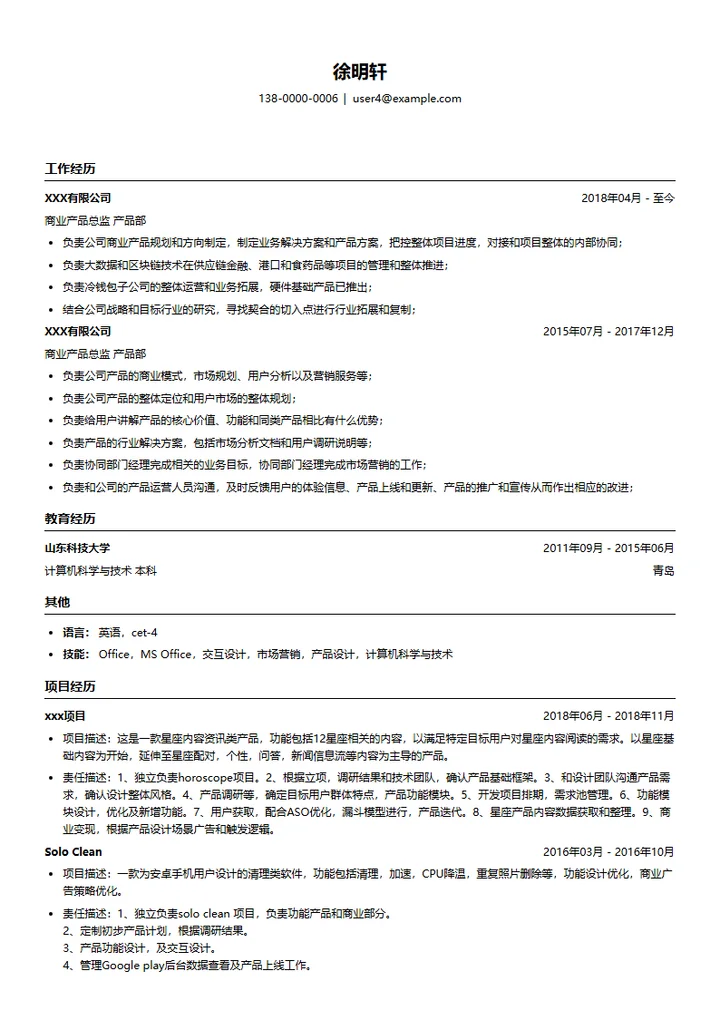 徐明轩
138-0000-0006 | user4@example.com
工作经历
XXX有限公司 2018年04月 - 至今
商业产品总监 产品部
• 负责公司商业产品规划和方向制定，制定业务解决方案和产品方案，把控整体项目进度，对接和项目整体的内部协同；
• 负责大数据和区块链技术在供应链金融、港口和食药品等项目的管理和整体推进；
• 负责冷钱包子公司的整体运营和业务拓展，硬件基础产品已推出；
• 结合公司战略和目标行业的研究，寻找契合的切入点进行行业拓展和复制；
XXX有限公司 2015年07月 - 2017年12月
商业产品总监 产品部
• 负责公司产品的商业模式，市场规划、用户分析以及营销服务等；
• 负责公司产品的整体定位和用户市场的整体规划；
• 负责给用户讲解产品的核心价值、功能和同类产品相比有什么优势；
• 负责产品的行业解决方案，包括市场分析文档和用户调研说明等；
• 负责协同部门经理完成相关的业务目标，协同部门经理完成市场营销的工作；
• 负责和公司的产品运营人员沟通，及时反馈用户的体验信息、产品上线和更新、产品的推广和宣传从而作出相应的改进；
教育经历
山东科技大学 2011年09月 - 2015年06月
计算机科学与技术 本科 青岛
其他
• 语言： 英语，cet-4
• 技能： Office，MS Office，交互设计，市场营销，产品设计，计算机科学与技术
项目经历
xxx项目 2018年06月 - 2018年11月
• 项目描述：这是一款星座内容资讯类产品，功能包括12星座相关的内容，以满足特定目标用户对星座内容阅读的需求。以星座基
础内容为开始，延伸至星座配对，个性，问答，新闻信息流等内容为主导的产品。
• 责任描述：1、独立负责horoscope项目。2、根据立项，调研结果和技术团队，确认产品基础框架。3、和设计团队沟通产品需
求，确认设计整体风格。4、产品调研等，确定目标用户群体特点，产品功能模块。5、开发项目排期，需求池管理。6、功能模
块设计，优化及新增功能。7、用户获取，配合ASO优化，漏斗模型进行，产品迭代。8、星座产品内容数据获取和整理。9、商
业变现，根据产品设计场景广告和触发逻辑。
Solo Clean 2016年03月 - 2016年10月
• 项目描述：一款为安卓手机用户设计的清理类软件，功能包括清理，加速，CPU降温，重复照片删除等，功能设计优化，商业广
告策略优化。
• 责任描述：1、独立负责solo clean 项目，负责功能产品和商业部分。
2、定制初步产品计划，根据调研结果。
3、产品功能设计，及交互设计。
4、管理Google play后台数据查看及产品上线工作。